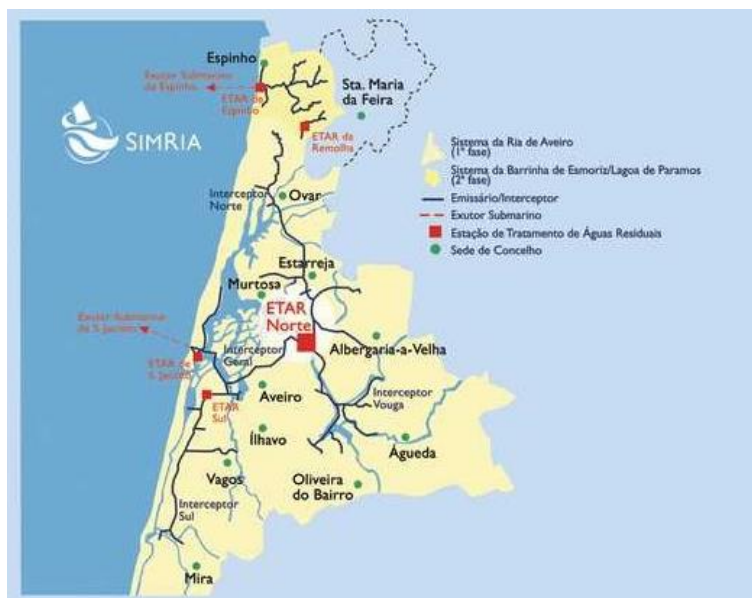 Espinho
Exutor Submarino
de Espinho
ETAR de
Espinho
Sta. Maria
da Feira
ETAR da
Remolha
SIMRIA
Sistema da Ria de Aveiro
(1ª fase)
Sistema da Barrinha de Esmoriz/Lagoa de Paramos
(2ª fase)
Emissário/Interceptor
Exutor Submarino
Estação de Tratamento de Águas Residuais
Sede de Concelho
Interceptor
Norte
Ovar
Estarreja
Murtosa
ETAR
Norte
Exutor Submarino
de S. Jacinto
ETAR de
S. Jacinto
Interceptor
Geral
Albergaria-a-Velha
ETAR
Sul
Aveiro
Interceptor
Vouga
Ílhavo
Águeda
Vagos
Oliveira
do Bairro
Interceptor
Sul
Mira